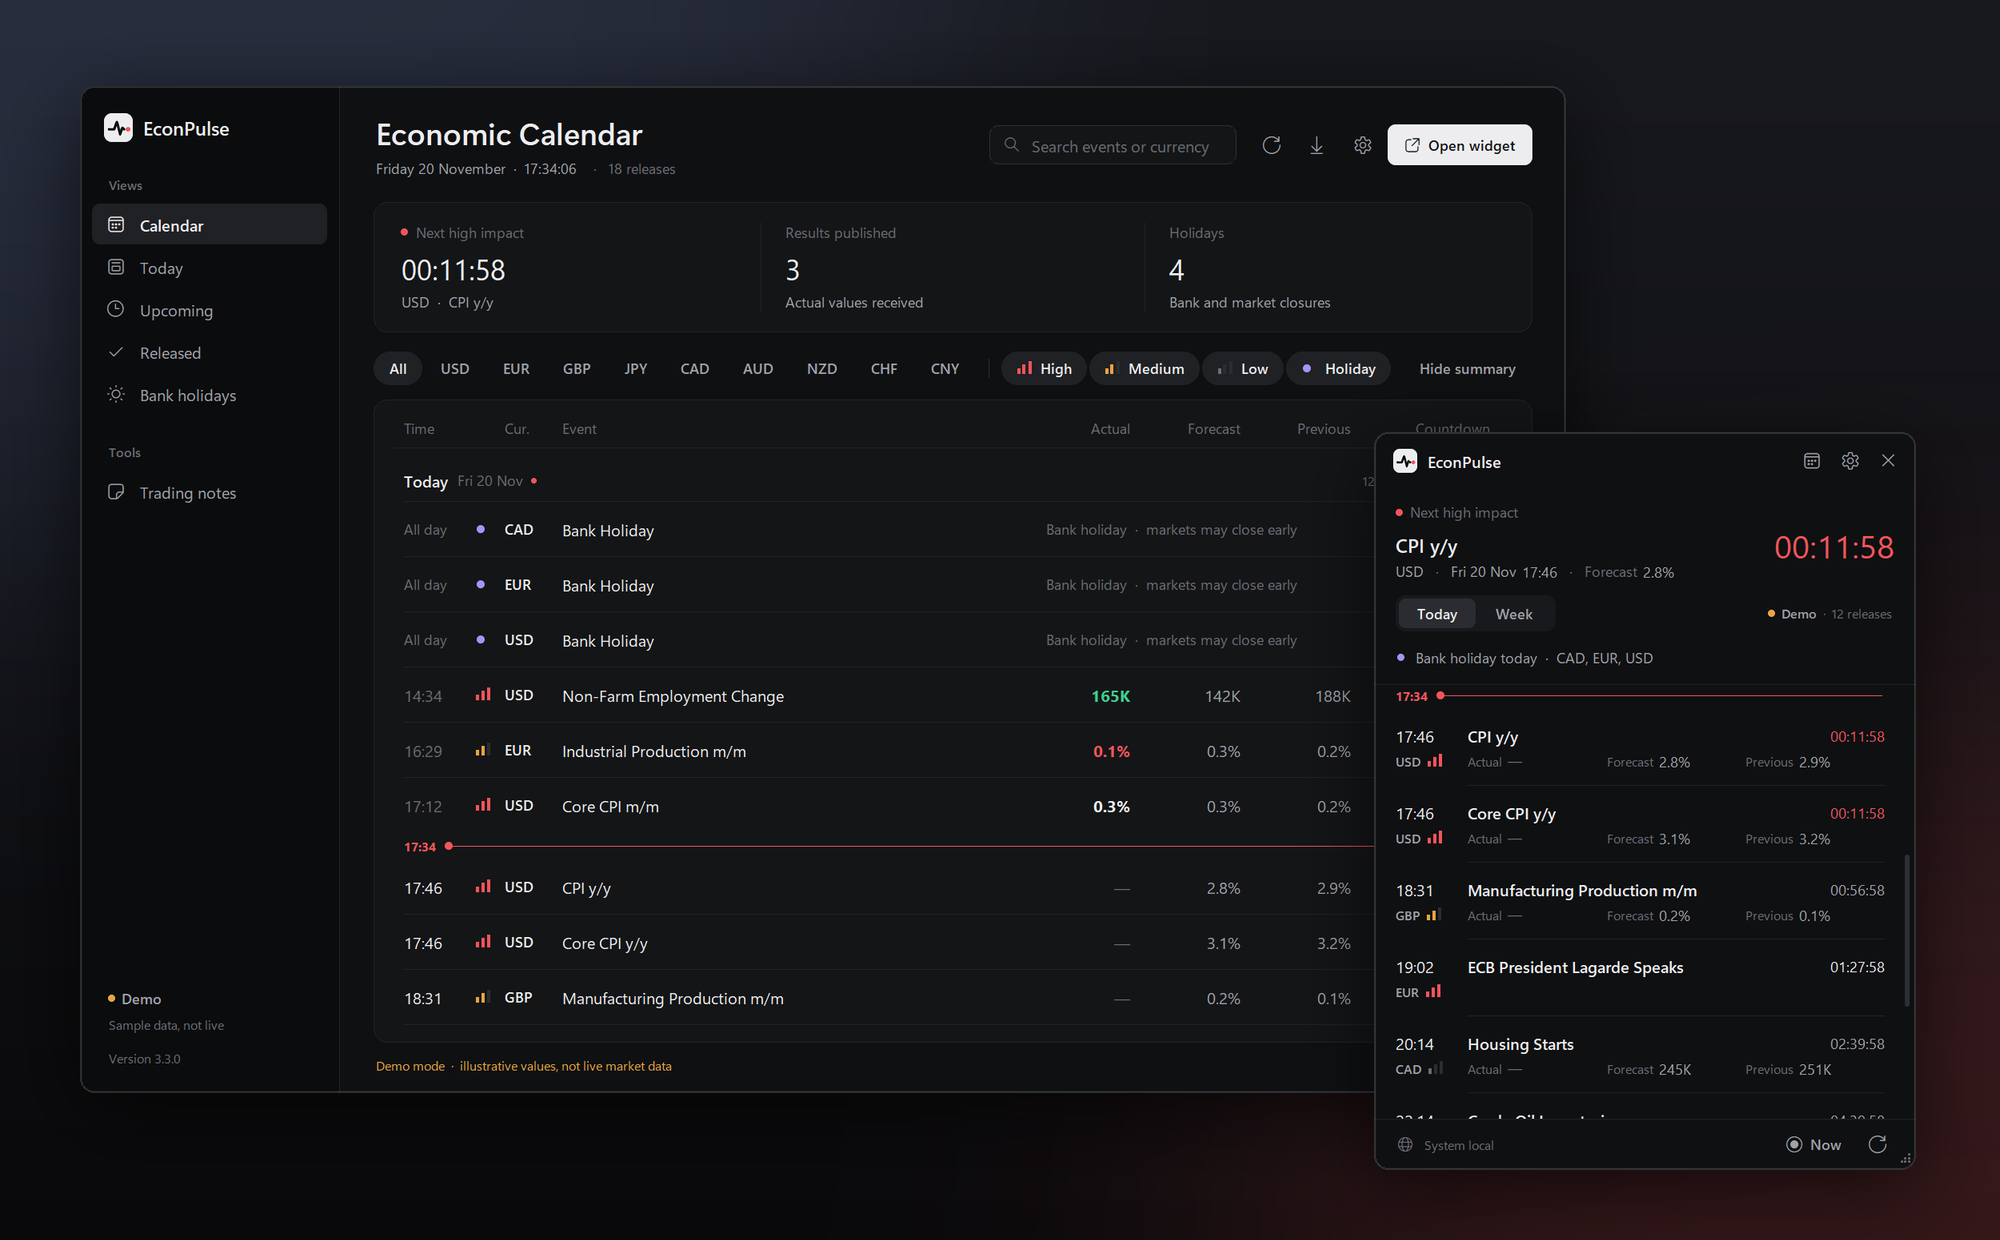 EconPulse
Views
Calendar
Today
Upcoming
Released
Bank holidays
Tools
Trading notes
Demo
Sample data, not live
Version 3.3.0
Economic Calendar
Friday 20 November · 17:34:06 · 18 releases
Search events or currency
Open widget
Next high impact
00:11:58
USD · CPI y/y
Results published
3
Actual values received
Holidays
4
Bank and market closures
All USD EUR GBP JPY CAD AUD NZD CHF CNY High Medium Low Holiday Hide summary
Time Cur. Event Actual Forecast Previous Countdown
Today Fri 20 Nov 12
All day CAD Bank Holiday Bank holiday · markets may close early
All day EUR Bank Holiday Bank holiday · markets may close early
All day USD Bank Holiday Bank holiday · markets may close early
14:34 USD Non-Farm Employment Change 165K 142K 188K
16:29 EUR Industrial Production m/m 0.1% 0.3% 0.2%
17:12 USD Core CPI m/m 0.3% 0.3% 0.2%
17:34
17:46 USD CPI y/y — 2.8% 2.9%
17:46 USD Core CPI y/y — 3.1% 3.2%
18:31 GBP Manufacturing Production m/m — 0.2% 0.1%
Demo mode · illustrative values, not live market data
EconPulse
Next high impact
CPI y/y 00:11:58
USD · Fri 20 Nov 17:46 · Forecast 2.8%
Today Week Demo · 12 releases
Bank holiday today · CAD, EUR, USD
17:34
17:46 CPI y/y 00:11:58
USD Actual — Forecast 2.8% Previous 2.9%
17:46 Core CPI y/y 00:11:58
USD Actual — Forecast 3.1% Previous 3.2%
18:31 Manufacturing Production m/m 00:56:58
GBP Actual — Forecast 0.2% Previous 0.1%
19:02 ECB President Lagarde Speaks 01:27:58
EUR
20:14 Housing Starts 02:39:58
CAD Actual — Forecast 245K Previous 251K
System local Now